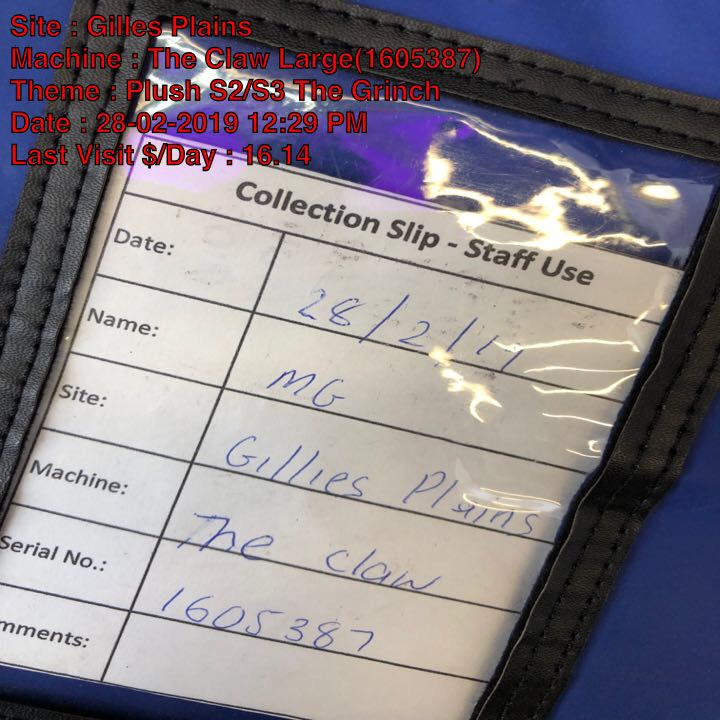 Site : Gilles Plains
Machine : The Claw Large(1605387)
Theme : Plush S2/S3 The Grinch
Date : 28-02-2019 12:29 PM
Last Visit $/Day : 16.14
Collection Slip - Staff Use
Date: 28/2/19
Name: MG
Site: Gillies Plains
Machine: The claw
Serial No.: 1605387
mments: